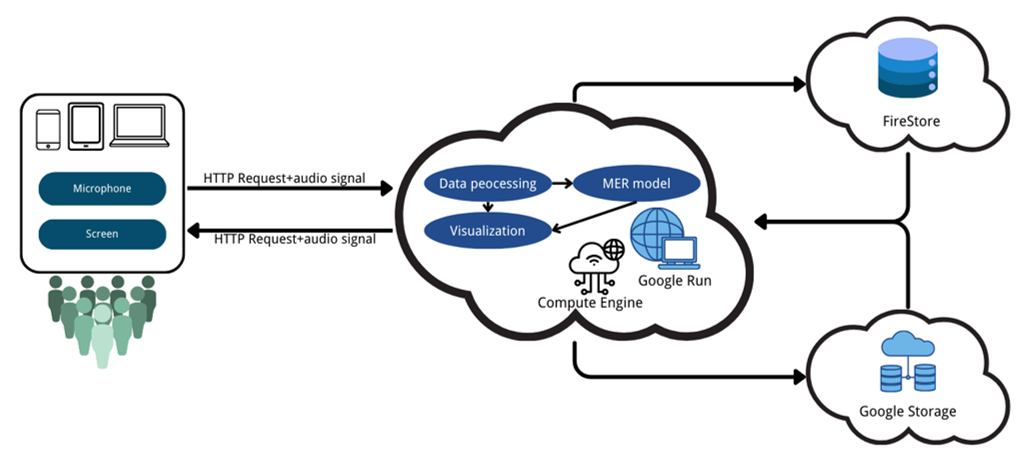 Microphone
Screen
HTTP Request+audio signal
HTTP Request+audio signal
Data peocessing
MER model
Visualization
Google Run
Compute Engine
FireStore
Google Storage